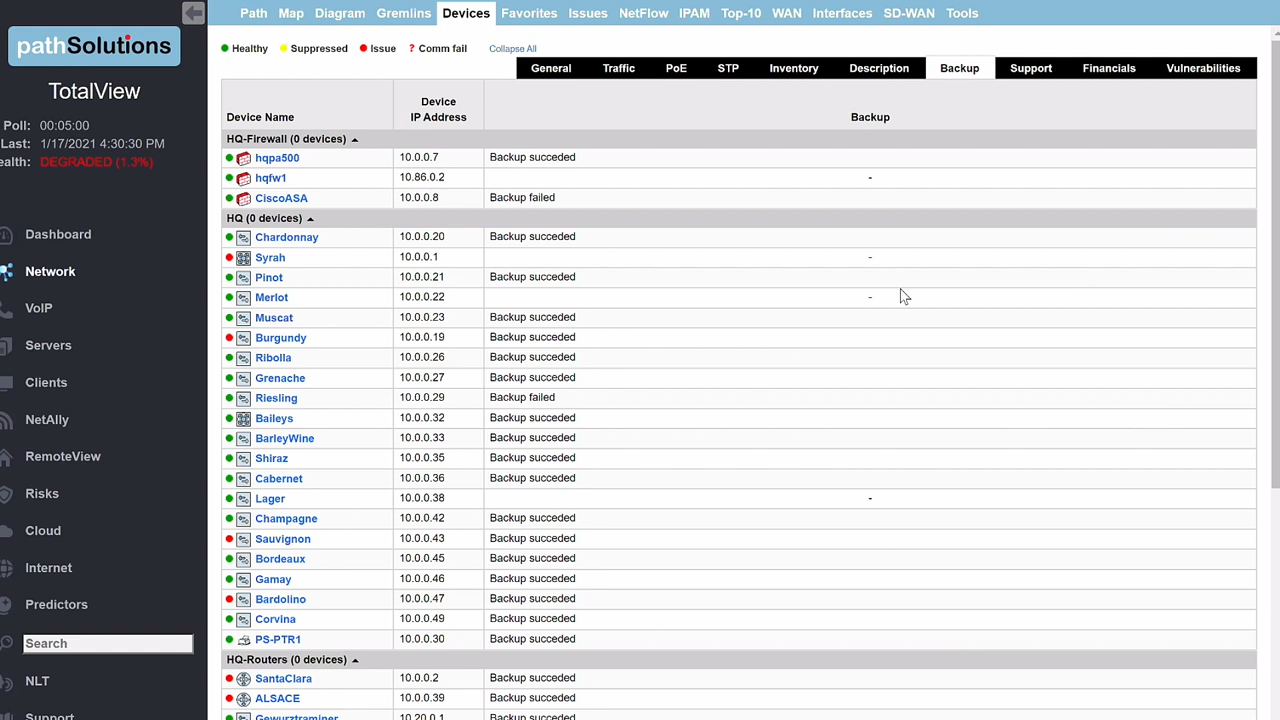 Path Map Diagram Gremlins Devices Favorites Issues NetFlow IPAM Top-10 WAN Interfaces SD-WAN Tools
pathSolutions
TotalView
Poll: 00:05:00
Last: 1/17/2021 4:30:30 PM
ealth: DEGRADED (1.3%)
Dashboard
Network
VoIP
Servers
Clients
NetAlly
RemoteView
Risks
Cloud
Internet
Predictors
Search
NLT
Support
Healthy Suppressed Issue ? Comm fail Collapse All
General Traffic PoE STP Inventory Description Backup Support Financials Vulnerabilities
Device Name Device IP Address Backup
HQ-Firewall (0 devices)
hqpa500 10.0.0.7 Backup succeded
hqfw1 10.86.0.2 -
CiscoASA 10.0.0.8 Backup failed
HQ (0 devices)
Chardonnay 10.0.0.20 Backup succeded
Syrah 10.0.0.1 -
Pinot 10.0.0.21 Backup succeded
Merlot 10.0.0.22 -
Muscat 10.0.0.23 Backup succeded
Burgundy 10.0.0.19 Backup succeded
Ribolla 10.0.0.26 Backup succeded
Grenache 10.0.0.27 Backup succeded
Riesling 10.0.0.29 Backup failed
Baileys 10.0.0.32 Backup succeded
BarleyWine 10.0.0.33 Backup succeded
Shiraz 10.0.0.35 Backup succeded
Cabernet 10.0.0.36 Backup succeded
Lager 10.0.0.38 -
Champagne 10.0.0.42 Backup succeded
Sauvignon 10.0.0.43 Backup succeded
Bordeaux 10.0.0.45 Backup succeded
Gamay 10.0.0.46 Backup succeded
Bardolino 10.0.0.47 Backup succeded
Corvina 10.0.0.49 Backup succeded
PS-PTR1 10.0.0.30 Backup succeded
HQ-Routers (0 devices)
SantaClara 10.0.0.2 Backup succeded
ALSACE 10.0.0.39 Backup succeded
Gewurztraminer 10.20.0.1 Backup succeded